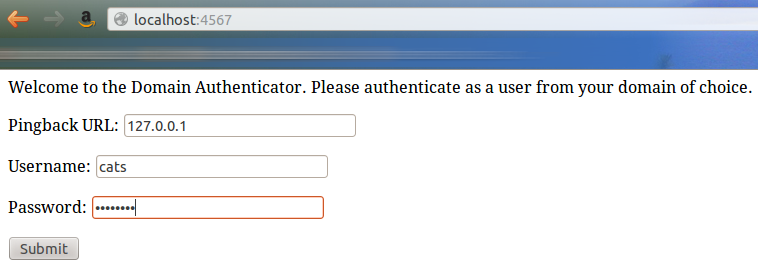 localhost:4567
Welcome to the Domain Authenticator. Please authenticate as a user from your domain of choice.
Pingback URL: 127.0.0.1
Username: cats
Password: ••••••••
Submit